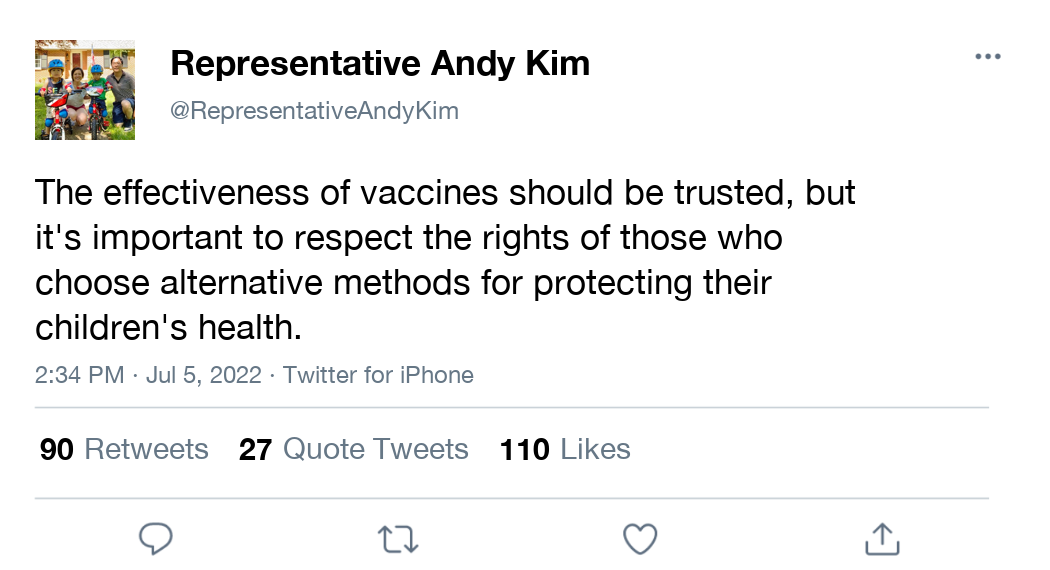 Representative Andy Kim
@RepresentativeAndyKim
The effectiveness of vaccines should be trusted, but
it's important to respect the rights of those who
choose alternative methods for protecting their
children's health.
2:34 PM · Jul 5, 2022 · Twitter for iPhone
90 Retweets 27 Quote Tweets 110 Likes